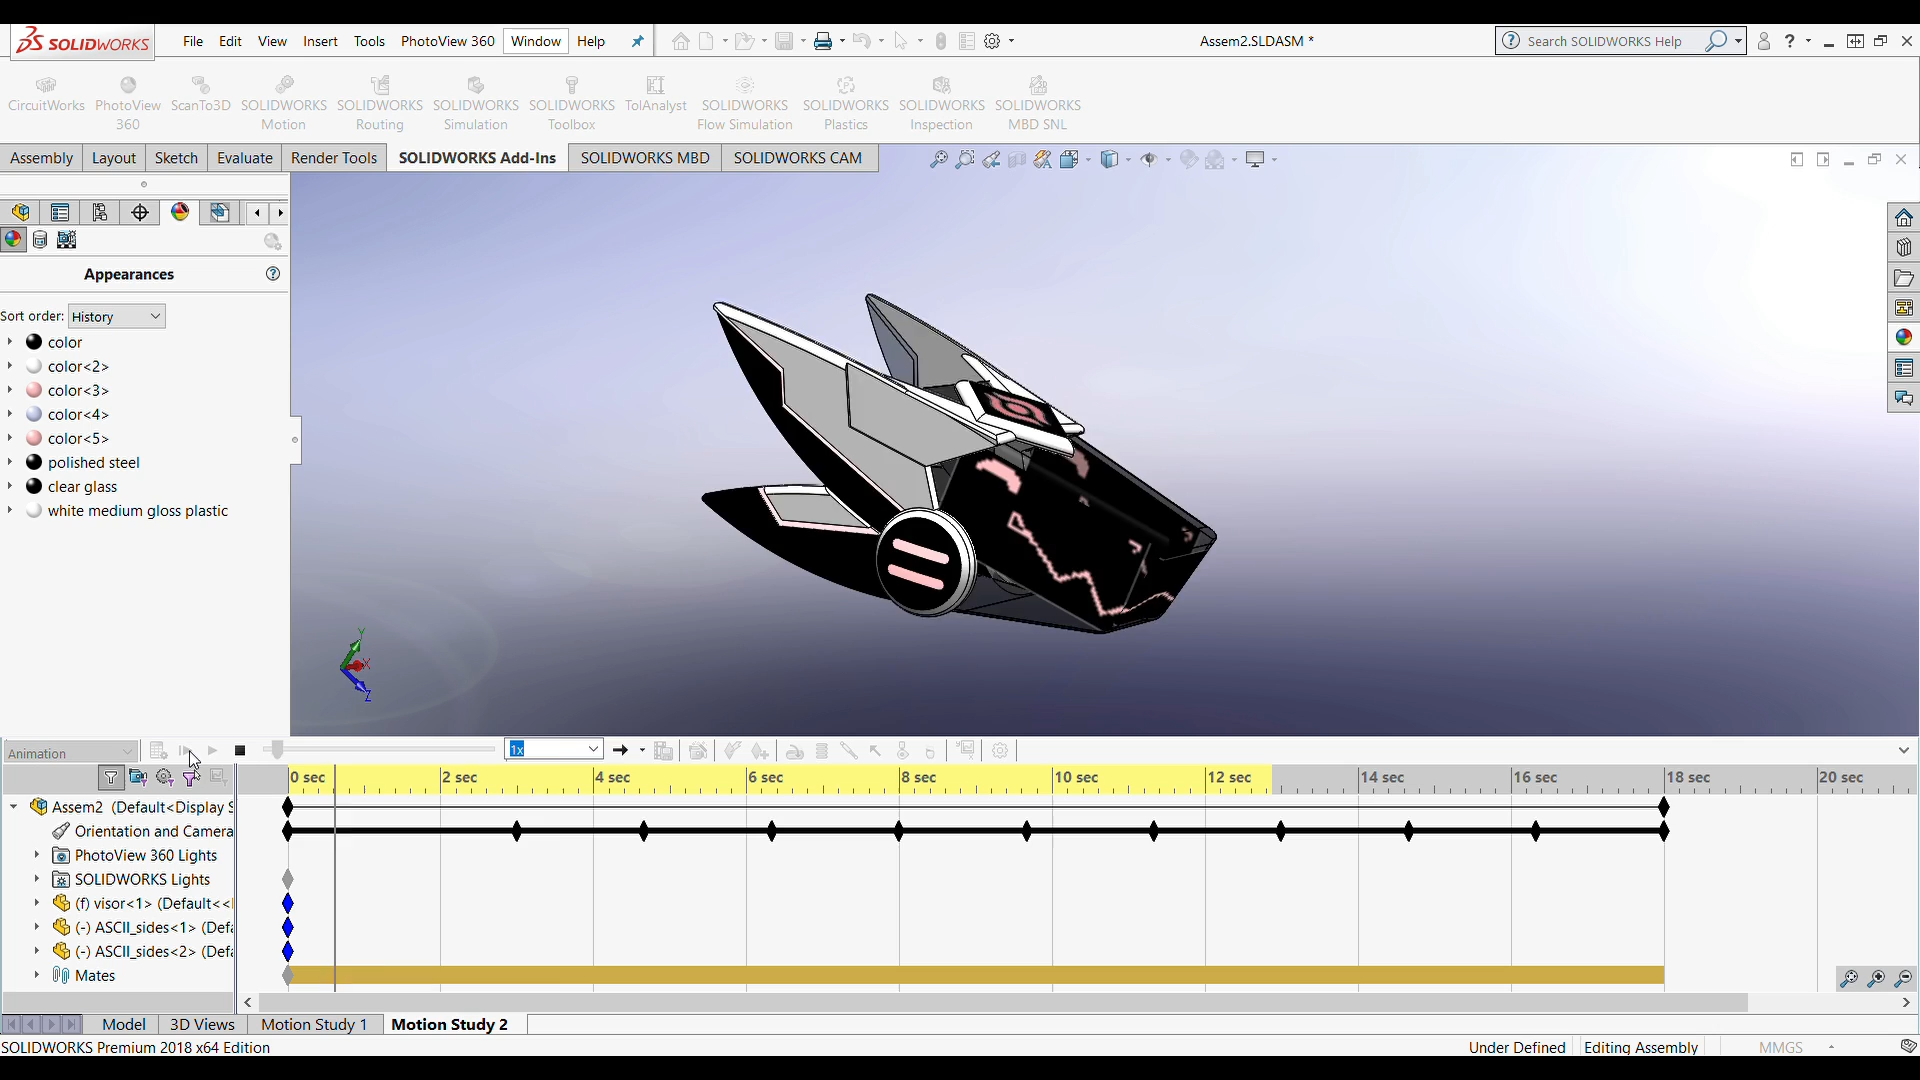 SOLIDWORKS
File Edit View Insert Tools PhotoView 360 Window Help
Assem2.SLDASM *
Search SOLIDWORKS Help
CircuitWorks
PhotoView 360
ScanTo3D
SOLIDWORKS Motion
SOLIDWORKS Routing
SOLIDWORKS Simulation
SOLIDWORKS Toolbox
TolAnalyst
SOLIDWORKS Flow Simulation
SOLIDWORKS Plastics
SOLIDWORKS Inspection
SOLIDWORKS MBD SNL
Assembly Layout Sketch Evaluate Render Tools SOLIDWORKS Add-Ins SOLIDWORKS MBD SOLIDWORKS CAM
Appearances
Sort order: History
color
color<2>
color<3>
color<4>
color<5>
polished steel
clear glass
white medium gloss plastic
Y
X
Z
Animation
1x
0 sec 2 sec 4 sec 6 sec 8 sec 10 sec 12 sec 14 sec 16 sec 18 sec 20 sec
Assem2 (Default<Display S
Orientation and Camera
PhotoView 360 Lights
SOLIDWORKS Lights
(f) visor<1> (Default<<
(-) ASCII_sides<1> (Defa
(-) ASCII_sides<2> (Defa
Mates
Model 3D Views Motion Study 1 Motion Study 2
SOLIDWORKS Premium 2018 x64 Edition
Under Defined Editing Assembly MMGS